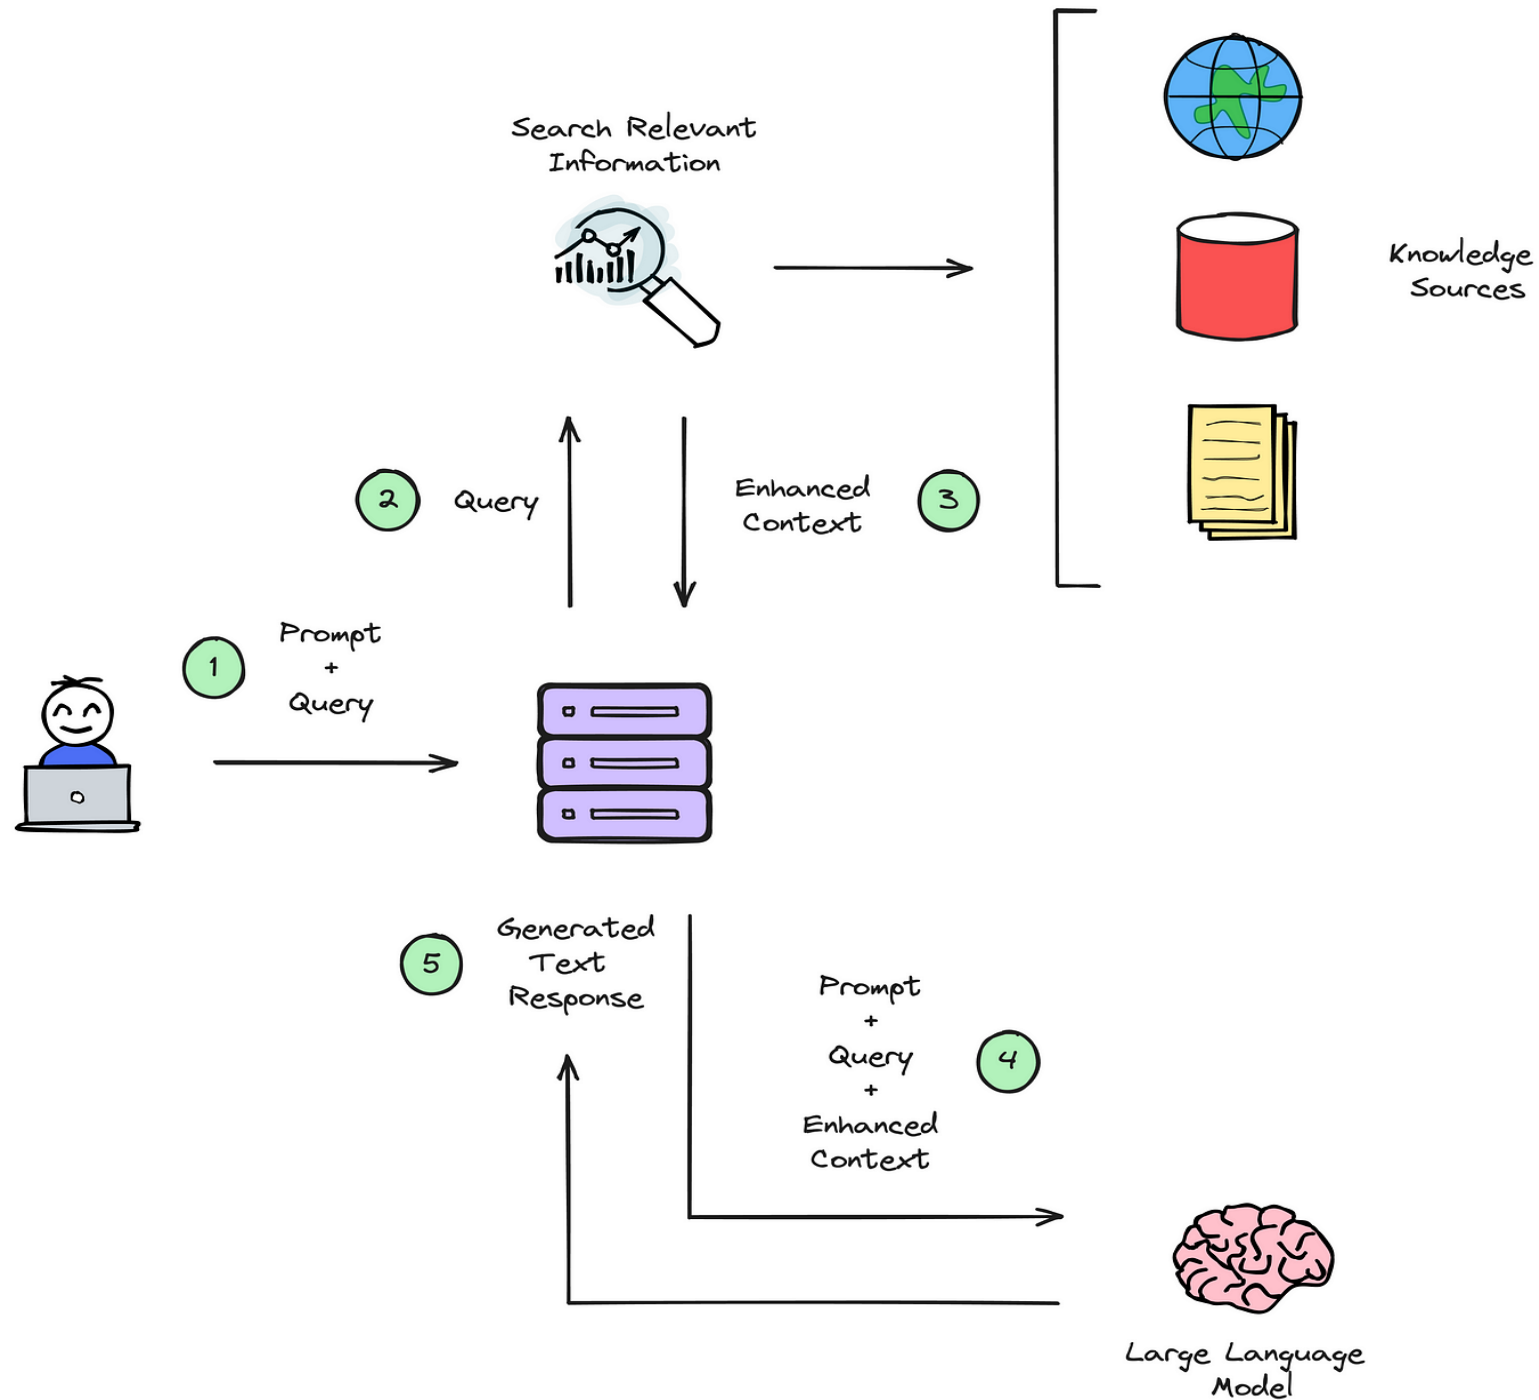 Search Relevant
Information
Knowledge
Sources
2
Query
Enhanced
Context
3
1
Prompt
+
Query
5
Generated
Text
Response
Prompt
+
Query
+
Enhanced
Context
4
Large Language
Model